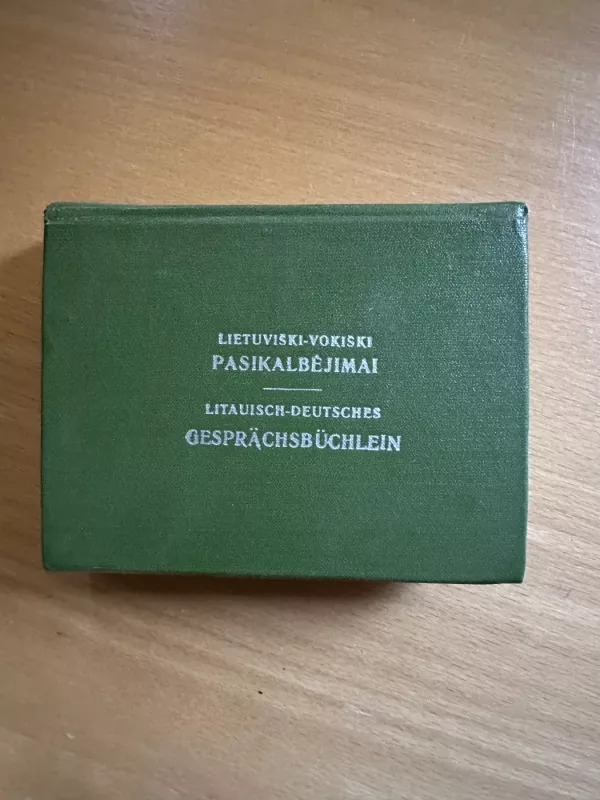 LIETUVIŠKI-VOKIŠKI
PASIKALBĖJIMAI
LITAUISCH-DEUTSCHES
GESPRÄCHSBÜCHLEIN